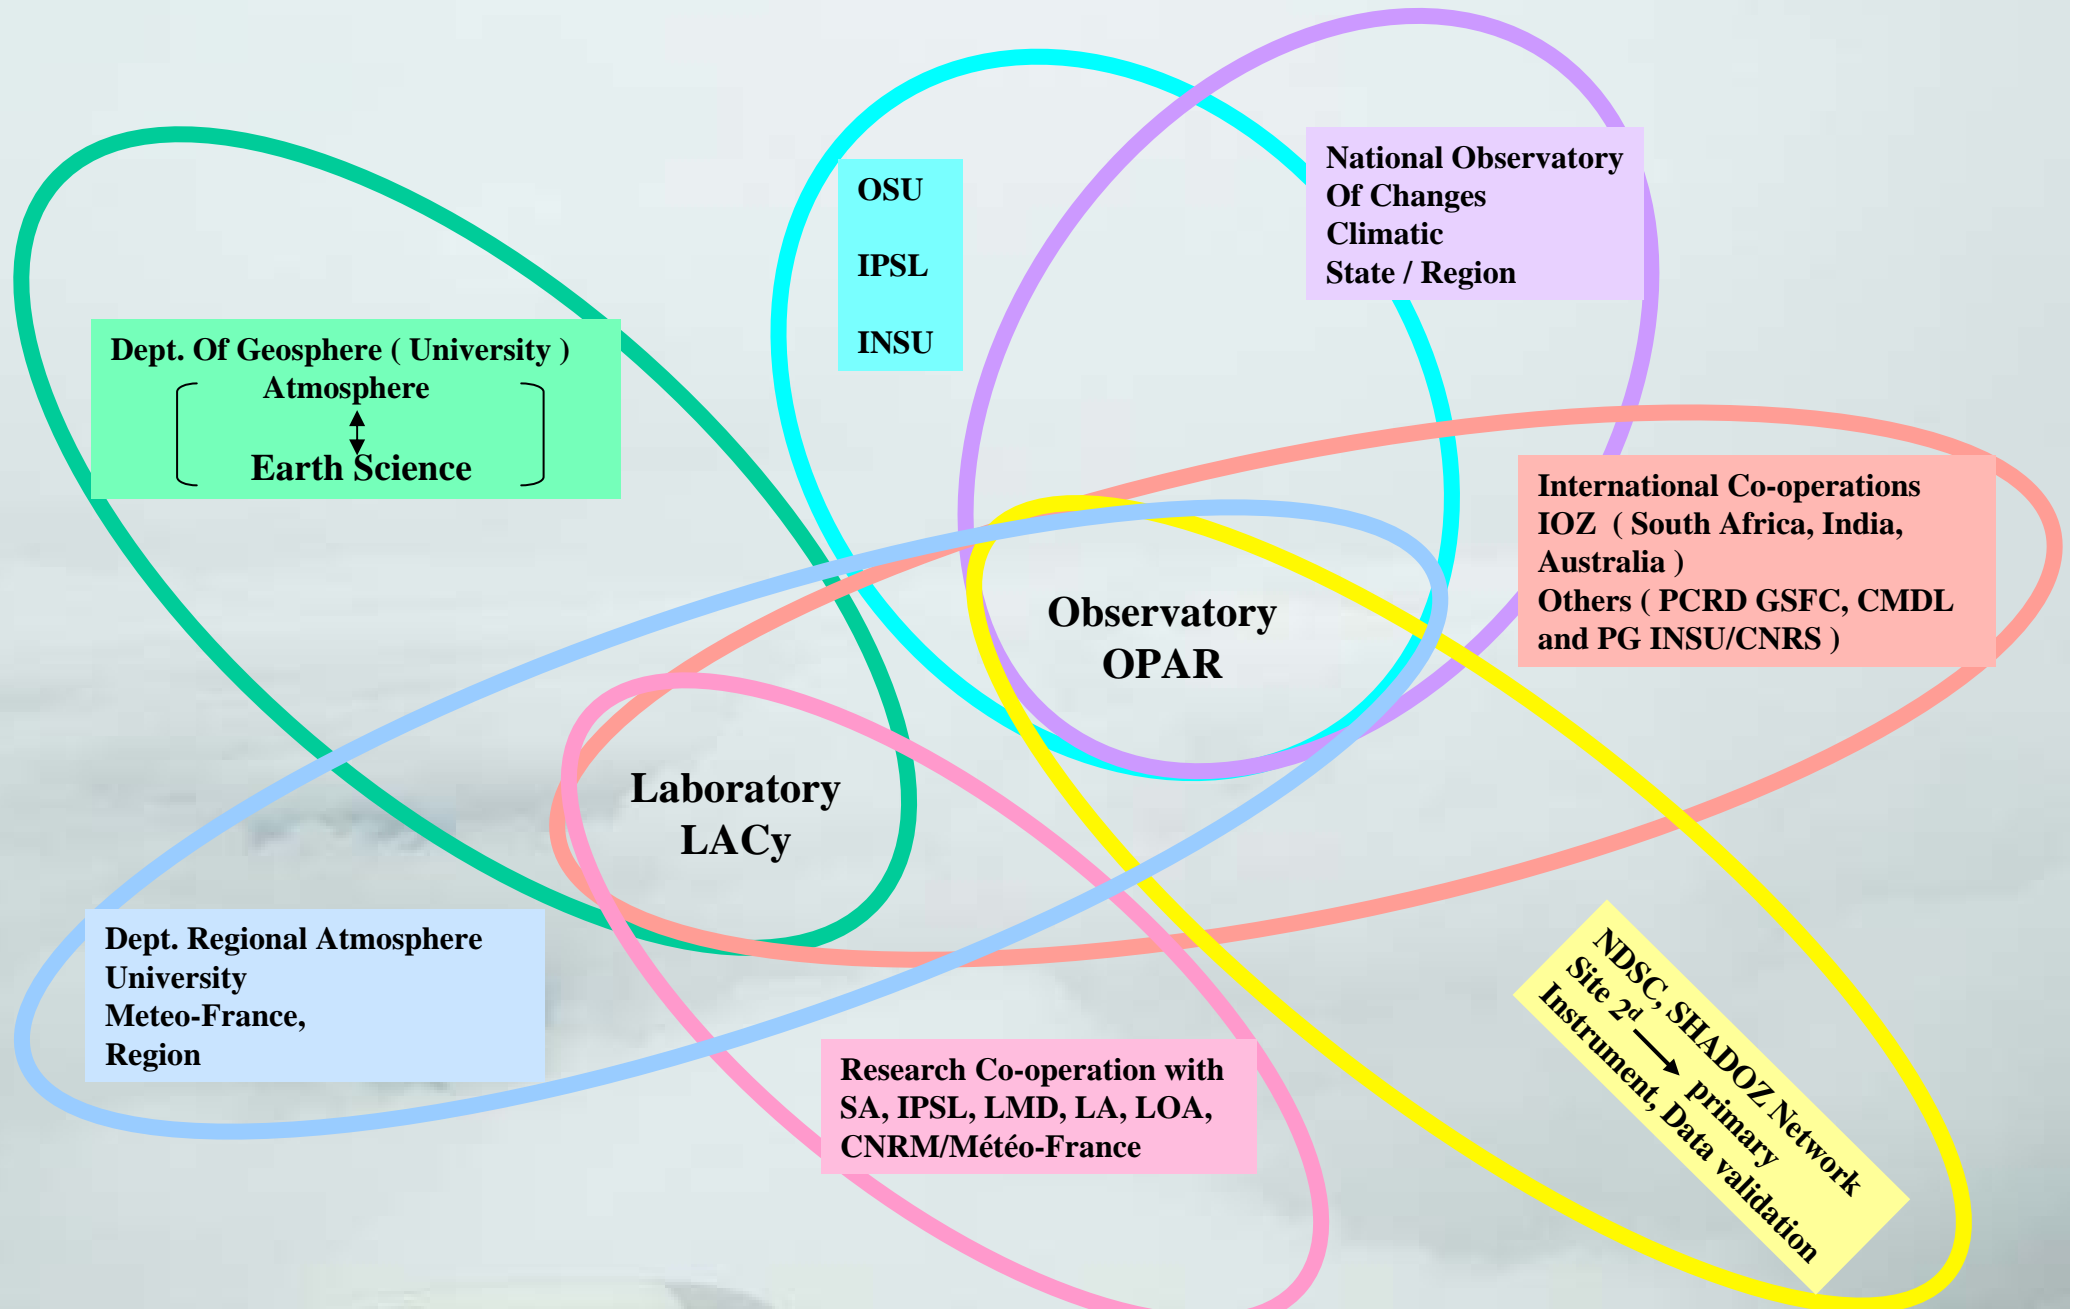 OSU
IPSL
INSU
National Observatory
Of Changes
Climatic
State / Region
Dept. Of Geosphere ( University )
Atmosphere
Earth Science
International Co-operations
IOZ ( South Africa, India,
Australia )
Others ( PCRD GSFC, CMDL
and PG INSU/CNRS )
Observatory
OPAR
Laboratory
LACy
Dept. Regional Atmosphere
University
Meteo-France,
Region
Research Co-operation with
SA, IPSL, LMD, LA, LOA,
CNRM/Météo-France
NDSC, SHADOZ Network
Site 2d primary
Instrument, Data validation